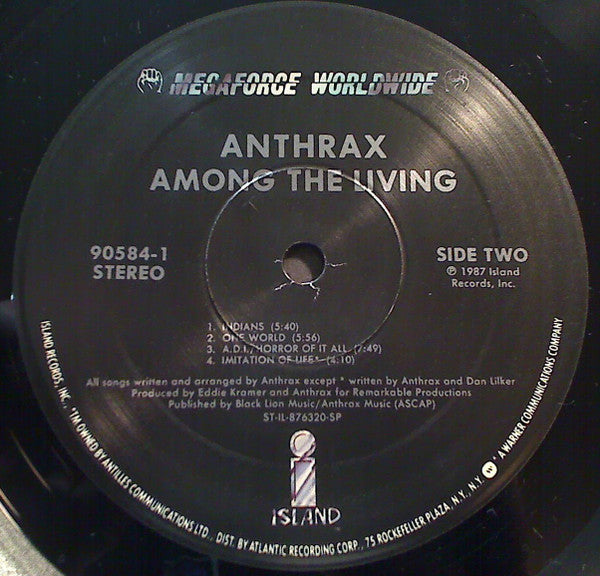 MEGAFORCE WORLDWIDE
ANTHRAX
AMONG THE LIVING
90584-1
STEREO
SIDE TWO
℗ 1987 Island
Records, Inc.
1. INDIANS (5:40)
2. ONE WORLD (5:56)
3. A.D.I./HORROR OF IT ALL (7:49)
4. IMITATION OF LIFE* (4:10)
All songs written and arranged by Anthrax except * written by Anthrax and Dan Lilker
Produced by Eddie Kramer and Anthrax for Remarkable Productions
Published by Black Lion Music/Anthrax Music (ASCAP)
ST-IL-876320-SP
ISLAND
ISLAND RECORDS, INC., *TM OWNED BY ANTILLES COMMUNICATIONS LTD., DIST. BY ATLANTIC RECORDING CORP., 75 ROCKEFELLER PLAZA, N.Y., N.Y. W A WARNER COMMUNICATIONS COMPANY